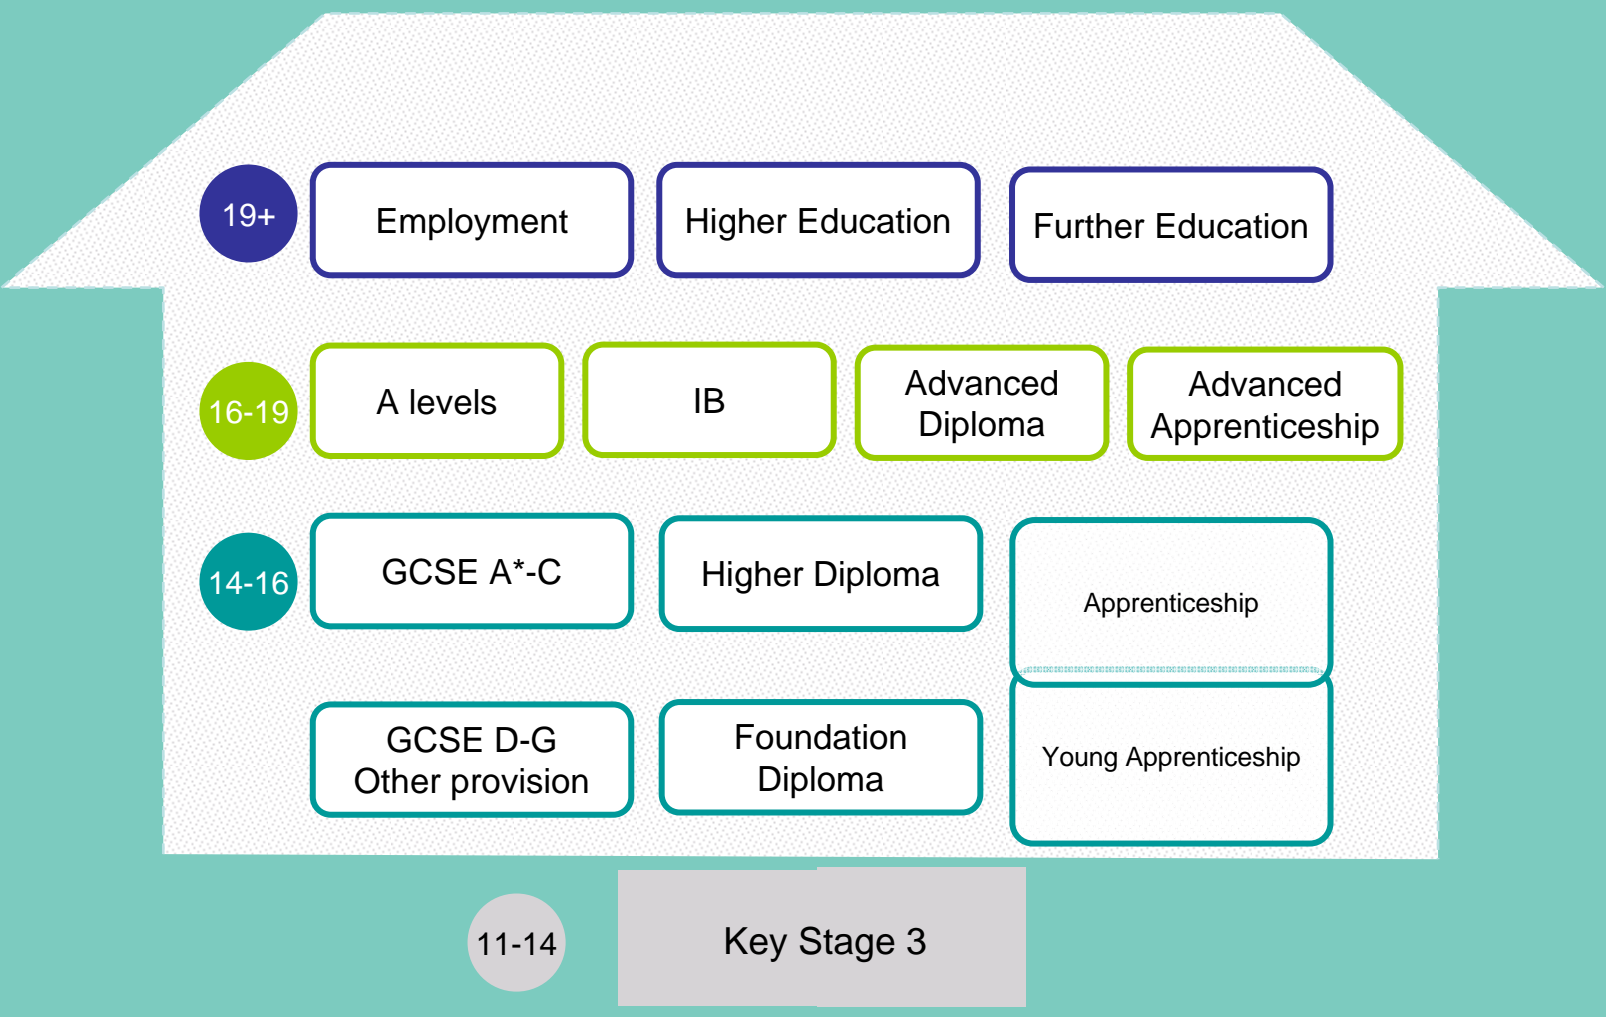 19+
Employment
Higher Education
Further Education
16-19
A levels
IB
Advanced
Diploma
Advanced
Apprenticeship
14-16
GCSE A*-C
Higher Diploma
Apprenticeship
GCSE D-G
Other provision
Foundation
Diploma
Young Apprenticeship
11-14
Key Stage 3